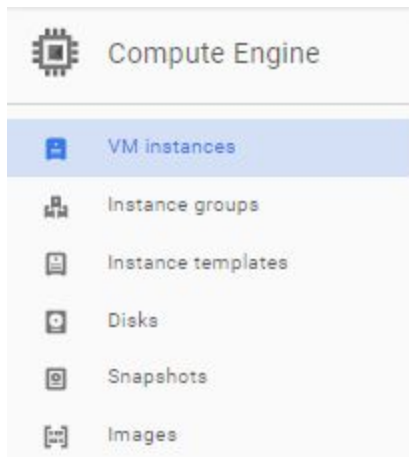 Compute Engine
VM instances
Instance groups
Instance templates
Disks
Snapshots
Images